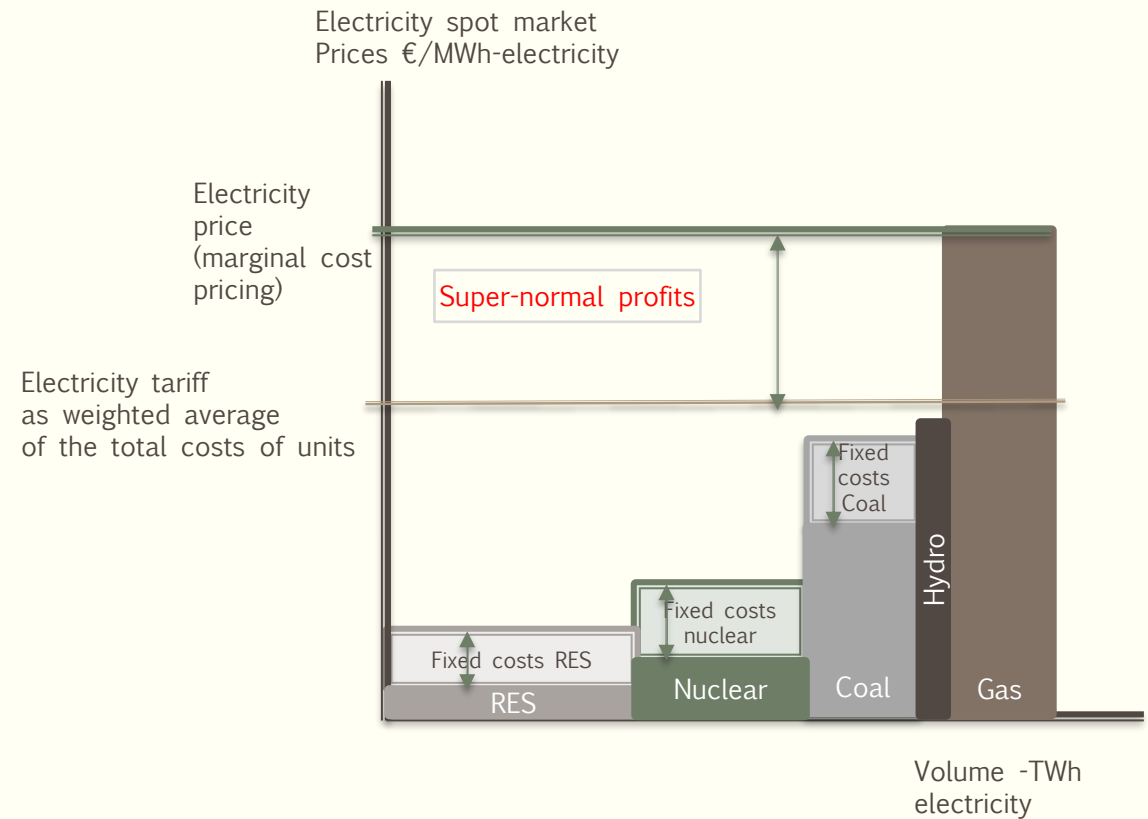 Electricity spot market
Prices €/MWh-electricity
Electricity
price
(marginal cost
pricing)
Super-normal profits
Electricity tariff
as weighted average
of the total costs of units
Fixed
costs
Coal
Fixed costs
nuclear
Fixed costs RES
RES
Nuclear
Coal
Hydro
Gas
Volume -TWh
electricity